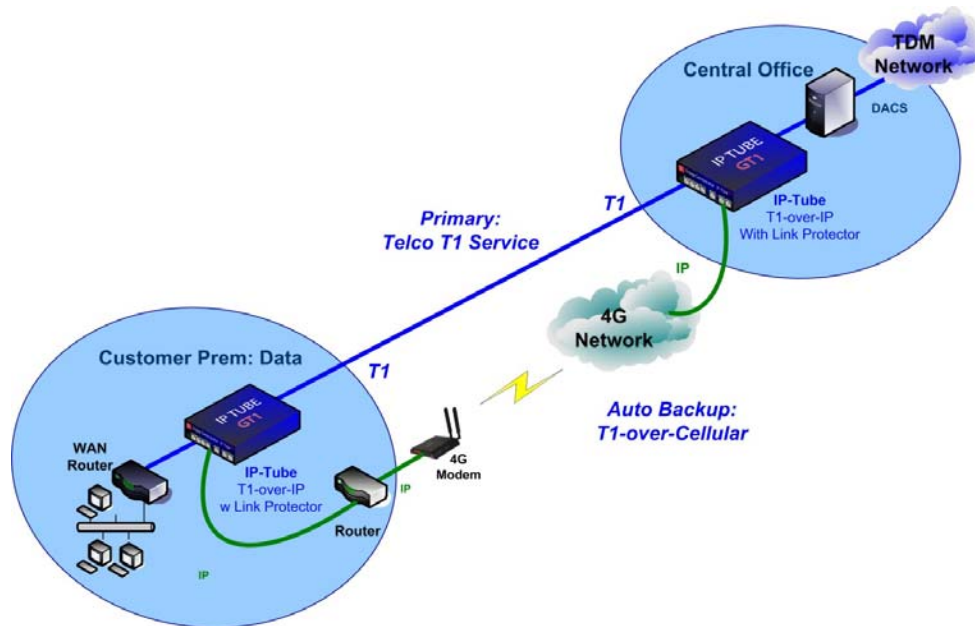 TDM
Network
Central Office
DACS
IP TUBE
GT1
IP-Tube
T1-over-IP
With Link Protector
T1
Primary:
Telco T1 Service
IP
4G
Network
Customer Prem: Data
T1
IP TUBE
GT1
Auto Backup:
T1-over-Cellular
WAN
Router
IP-Tube
T1-over-IP
w Link Protector
4G
Modem
IP
Router
IP